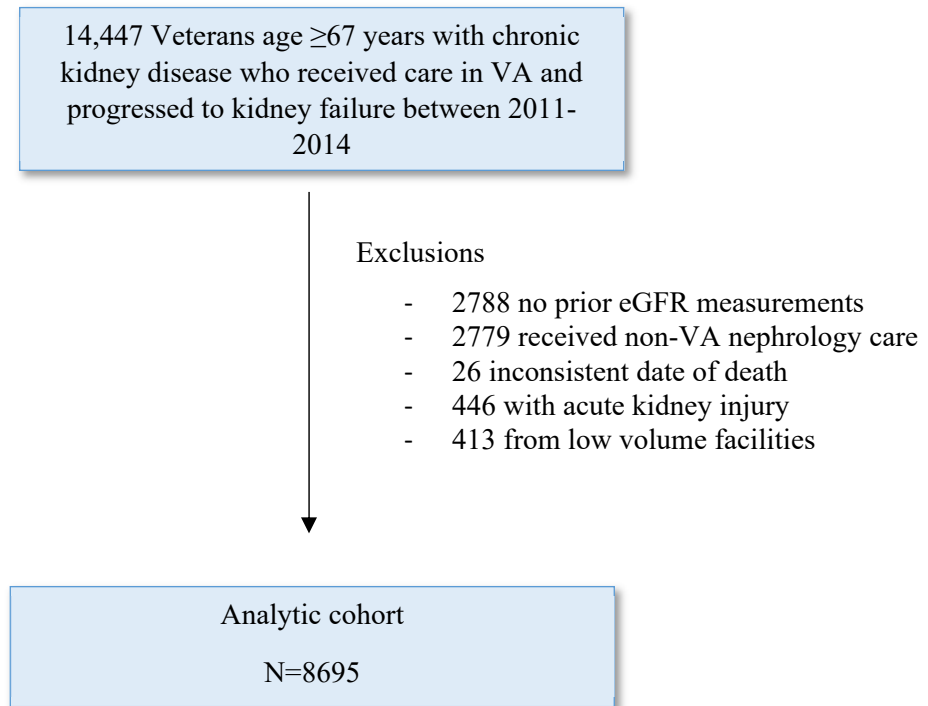 14,447 Veterans age ≥67 years with chronic
kidney disease who received care in VA and
progressed to kidney failure between 2011-
2014
Exclusions
- 2788 no prior eGFR measurements
- 2779 received non-VA nephrology care
- 26 inconsistent date of death
- 446 with acute kidney injury
- 413 from low volume facilities
Analytic cohort
N=8695